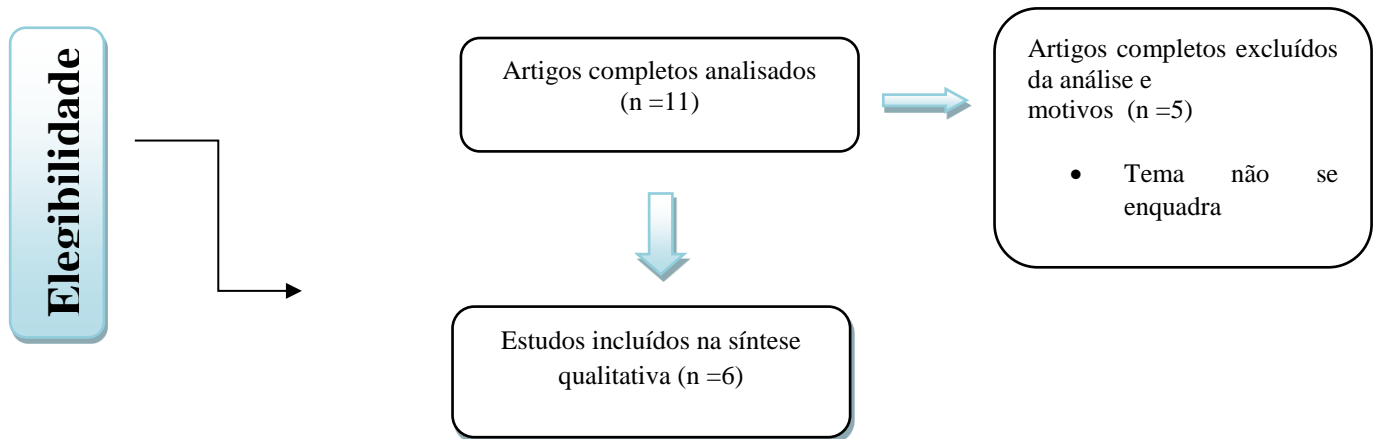 Elegibilidade
Artigos completos analisados
(n =11)
Artigos completos excluídos
da análise e
motivos (n =5)
• Tema não se
enquadra
Estudos incluídos na síntese
qualitativa (n =6)